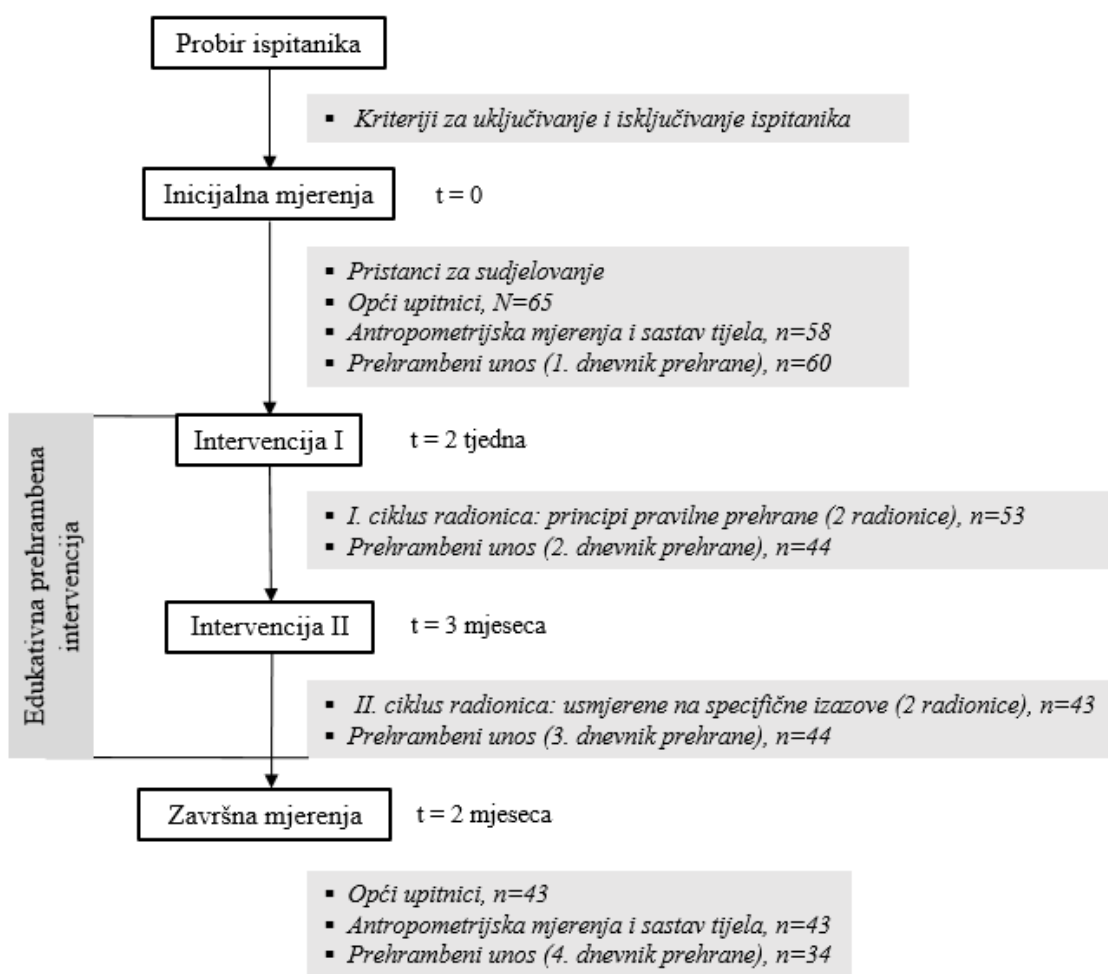 Probir ispitanika
▪ Kriteriji za uključivanje i isključivanje ispitanika
Inicijalna mjerenja
t = 0
▪ Pristanci za sudjelovanje
▪ Opći upitnici, N=65
▪ Antropometrijska mjerenja i sastav tijela, n=58
▪ Prehrambeni unos (1. dnevnik prehrane), n=60
Edukativna prehrambena
intervencija
Intervencija I
t = 2 tjedna
▪ I. ciklus radionica: principi pravilne prehrane (2 radionice), n=53
▪ Prehrambeni unos (2. dnevnik prehrane), n=44
Intervencija II
t = 3 mjeseca
▪ II. ciklus radionica: usmjerene na specifične izazove (2 radionice), n=43
▪ Prehrambeni unos (3. dnevnik prehrane), n=44
Završna mjerenja
t = 2 mjeseca
▪ Opći upitnici, n=43
▪ Antropometrijska mjerenja i sastav tijela, n=43
▪ Prehrambeni unos (4. dnevnik prehrane), n=34